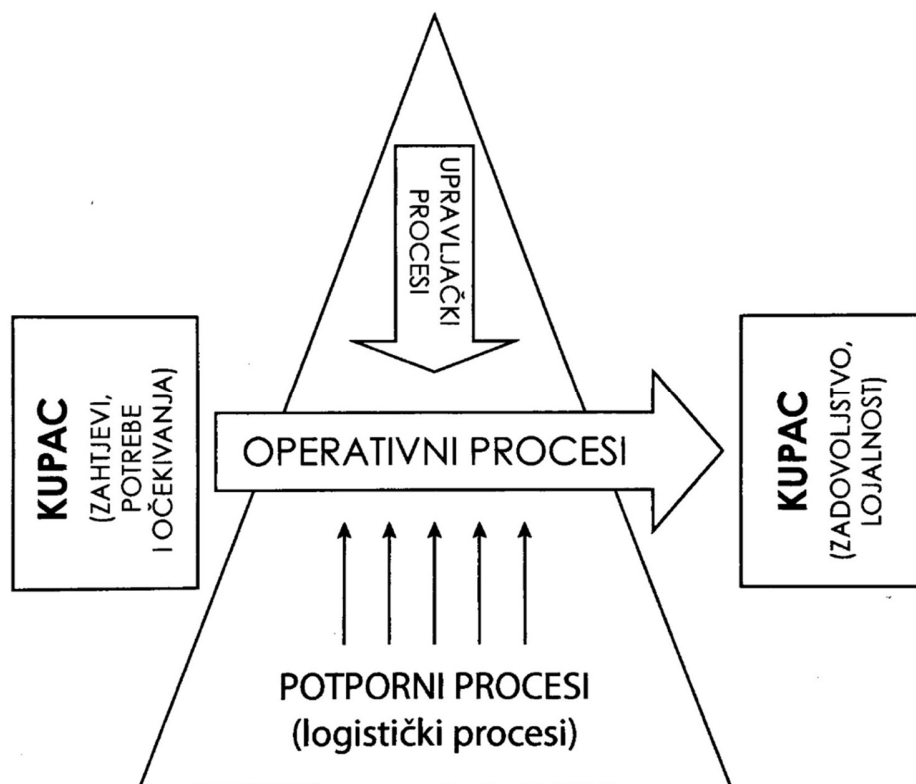 UPRAVLJAČKI
PROCESI
KUPAC
(ZAHTJEVI,
POTREBE
I OČEKIVANJA)
OPERATIVNI PROCESI
KUPAC
(ZADOVOLJSTVO,
LOJALNOST)
POTPORNI PROCESI
(logistički procesi)